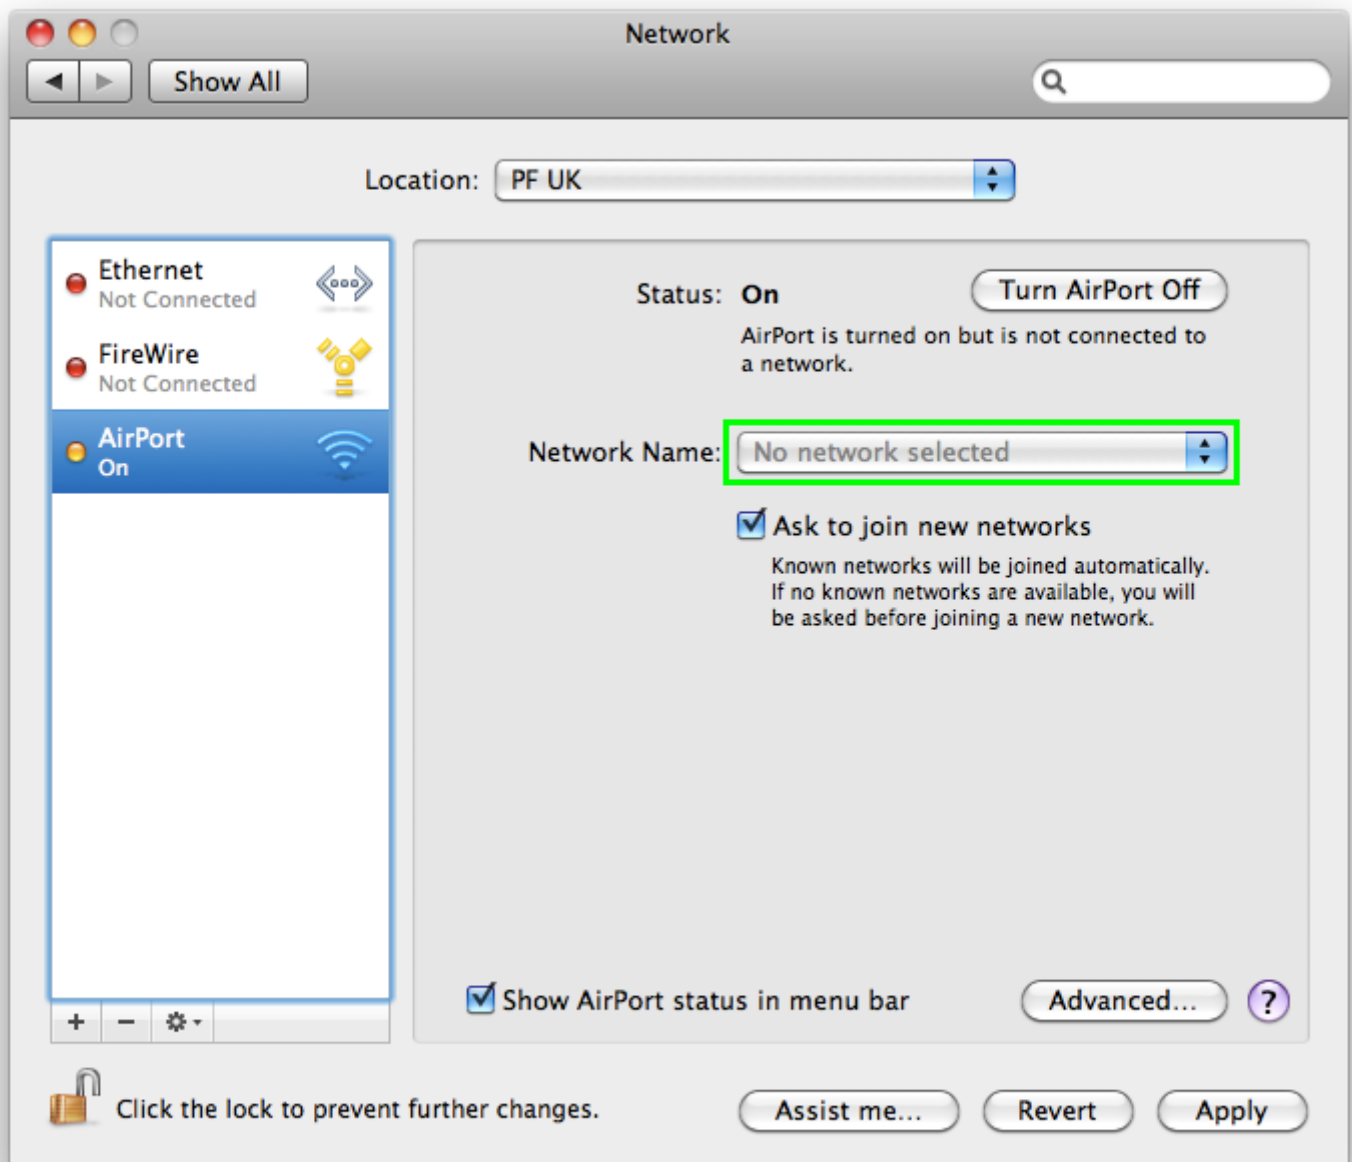 Network
Show All
Location: PF UK
Ethernet
Not Connected
FireWire
Not Connected
AirPort
On
Status: On
Turn AirPort Off
AirPort is turned on but is not connected to
a network.
Network Name: No network selected
Ask to join new networks
Known networks will be joined automatically.
If no known networks are available, you will
be asked before joining a new network.
Show AirPort status in menu bar
Advanced...
?
Click the lock to prevent further changes.
Assist me...
Revert
Apply